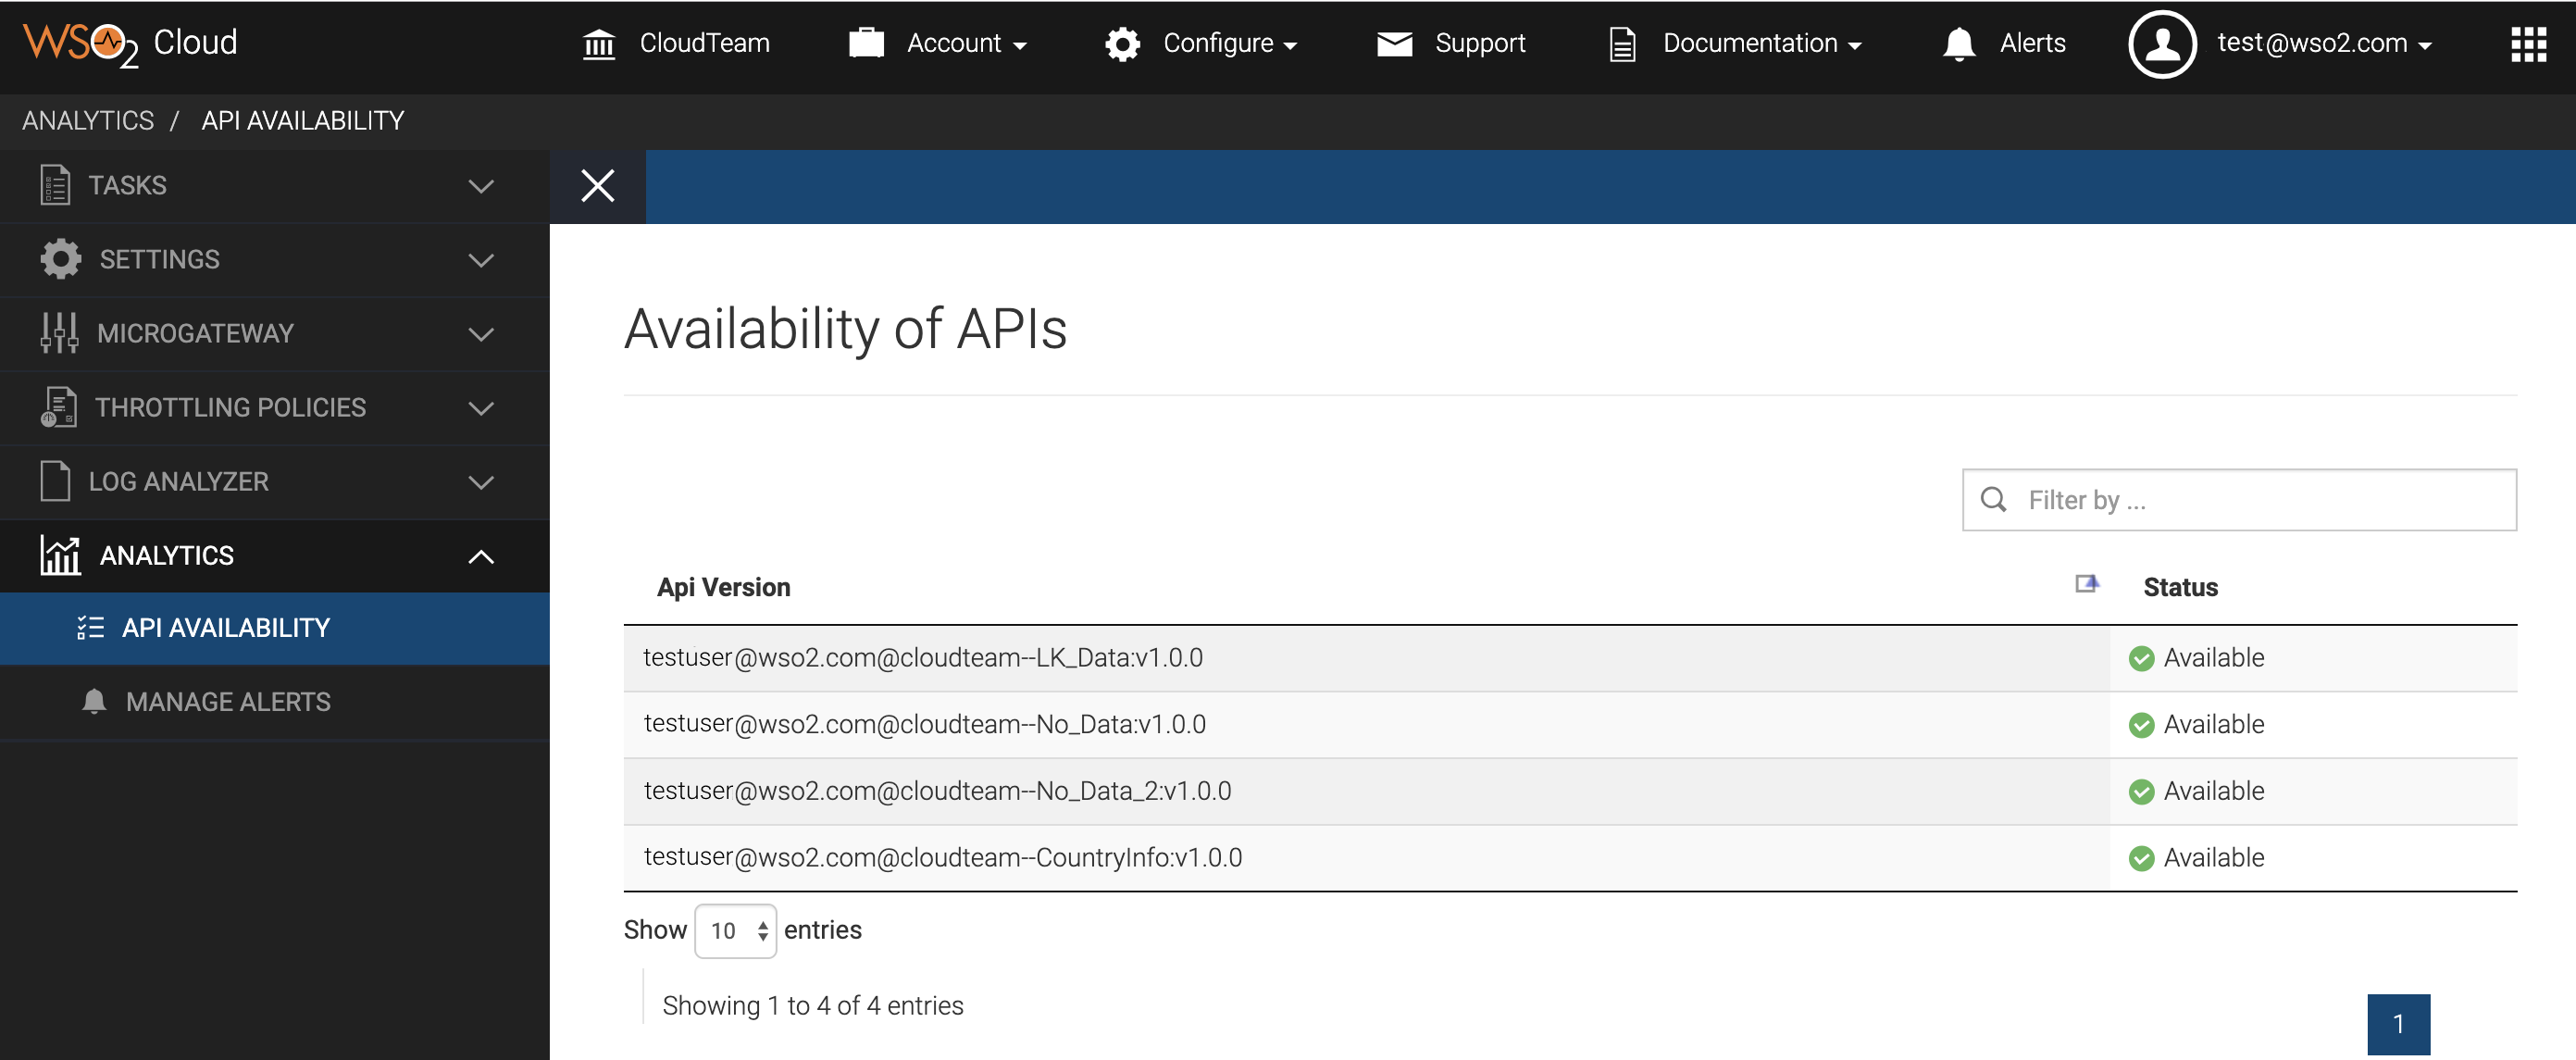 WSO2 Cloud
CloudTeam
Account
Configure
Support
Documentation
Alerts
test@wso2.com
ANALYTICS / API AVAILABILITY
TASKS
SETTINGS
MICROGATEWAY
THROTTLING POLICIES
LOG ANALYZER
ANALYTICS
API AVAILABILITY
MANAGE ALERTS
Availability of APIs
Filter by ...
Api Version Status
testuser@wso2.com@cloudteam--LK_Data:v1.0.0 Available
testuser@wso2.com@cloudteam--No_Data:v1.0.0 Available
testuser@wso2.com@cloudteam--No_Data_2:v1.0.0 Available
testuser@wso2.com@cloudteam--CountryInfo:v1.0.0 Available
Show 10 entries
Showing 1 to 4 of 4 entries
1